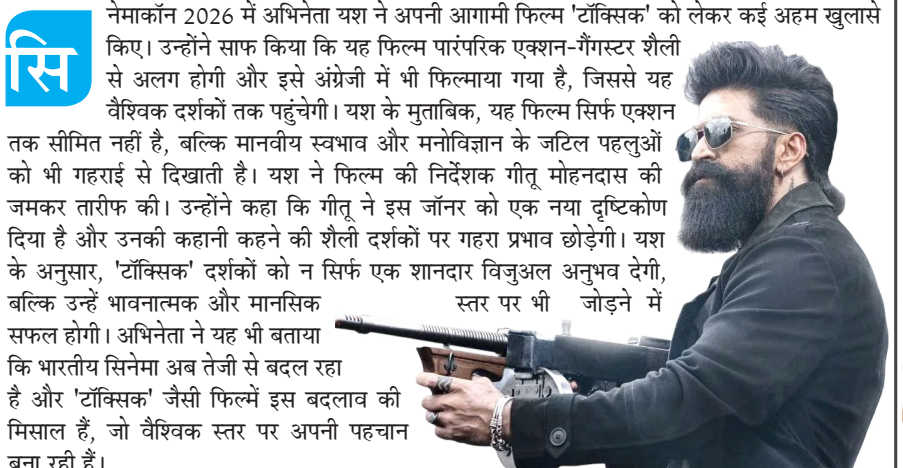 सिनेमाकॉन 2026 में अभिनेता यश ने अपनी आगामी फिल्म 'टॉक्सिक' को लेकर कई अहम खुलासे
किए। उन्होंने साफ किया कि यह फिल्म पारंपरिक एक्शन-गैंगस्टर शैली
से अलग होगी और इसे अंग्रेजी में भी फिल्माया गया है, जिससे यह
वैश्विक दर्शकों तक पहुंचेगी। यश के मुताबिक, यह फिल्म सिर्फ एक्शन
तक सीमित नहीं है, बल्कि मानवीय स्वभाव और मनोविज्ञान के जटिल पहलुओं
को भी गहराई से दिखाती है। यश ने फिल्म की निर्देशक गीतू मोहनदास की
जमकर तारीफ की। उन्होंने कहा कि गीतू ने इस जॉनर को एक नया दृष्टिकोण
दिया है और उनकी कहानी कहने की शैली दर्शकों पर गहरा प्रभाव छोड़ेगी। यश
के अनुसार, 'टॉक्सिक' दर्शकों को न सिर्फ एक शानदार विजुअल अनुभव देगी,
बल्कि उन्हें भावनात्मक और मानसिक स्तर पर भी जोड़ने में
सफल होगी। अभिनेता ने यह भी बताया
कि भारतीय सिनेमा अब तेजी से बदल रहा
है और 'टॉक्सिक' जैसी फिल्में इस बदलाव की
मिसाल हैं, जो वैश्विक स्तर पर अपनी पहचान
बना रही हैं।